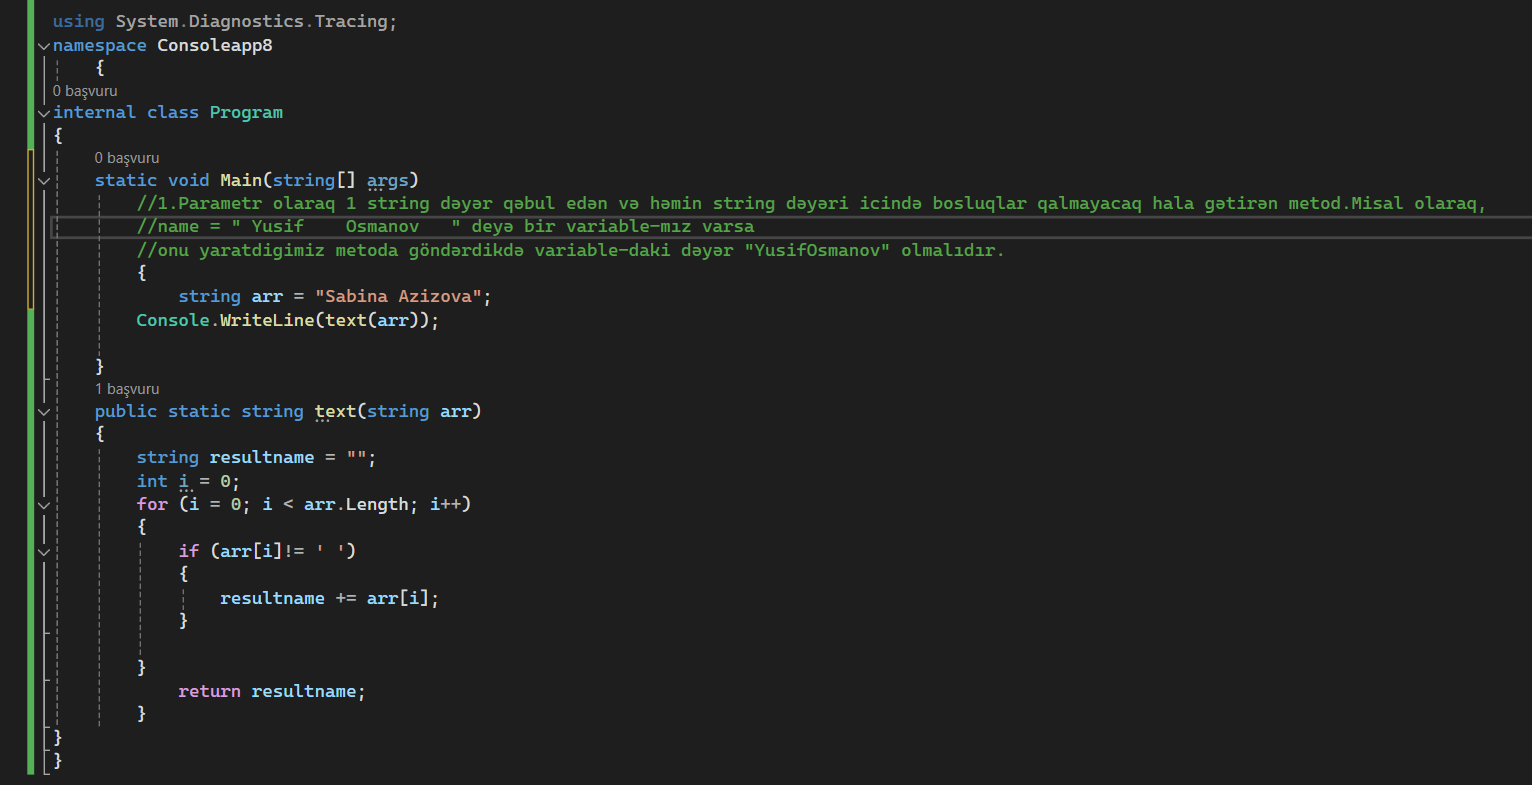 using System.Diagnostics.Tracing;
namespace Consoleapp8
{
0 başvuru
internal class Program
{
0 başvuru
static void Main(string[] args)
//1.Parametr olaraq 1 string dəyər qəbul edən və həmin string dəyəri icində bosluqlar qalmayacaq hala gətirən metod.Misal olaraq,
//name = " Yusif    Osmanov   " deyə bir variable-mız varsa
//onu yaratdigimiz metoda göndərdikdə variable-daki dəyər "YusifOsmanov" olmalıdır.
{
string arr = "Sabina Azizova";
Console.WriteLine(text(arr));
}
1 başvuru
public static string text(string arr)
{
string resultname = "";
int i = 0;
for (i = 0; i < arr.Length; i++)
{
if (arr[i]!= ' ')
{
resultname += arr[i];
}
}
return resultname;
}
}
}